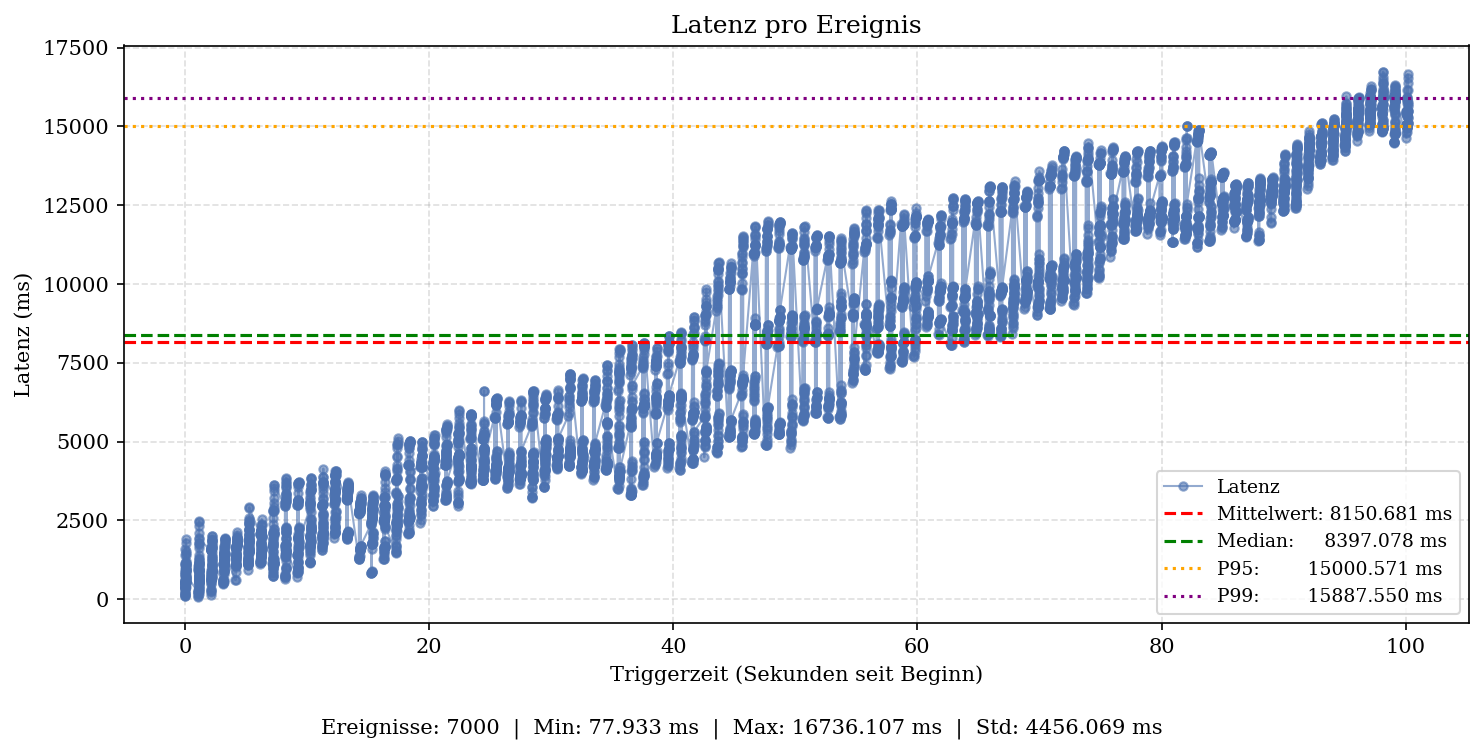 Latenz pro Ereignis
Latenz (ms)
17500
15000
12500
10000
7500
5000
2500
0
Latenz
Mittelwert: 8150.681 ms
Median: 8397.078 ms
P95: 15000.571 ms
P99: 15887.550 ms
0 20 40 60 80 100
Triggerzeit (Sekunden seit Beginn)
Ereignisse: 7000 | Min: 77.933 ms | Max: 16736.107 ms | Std: 4456.069 ms